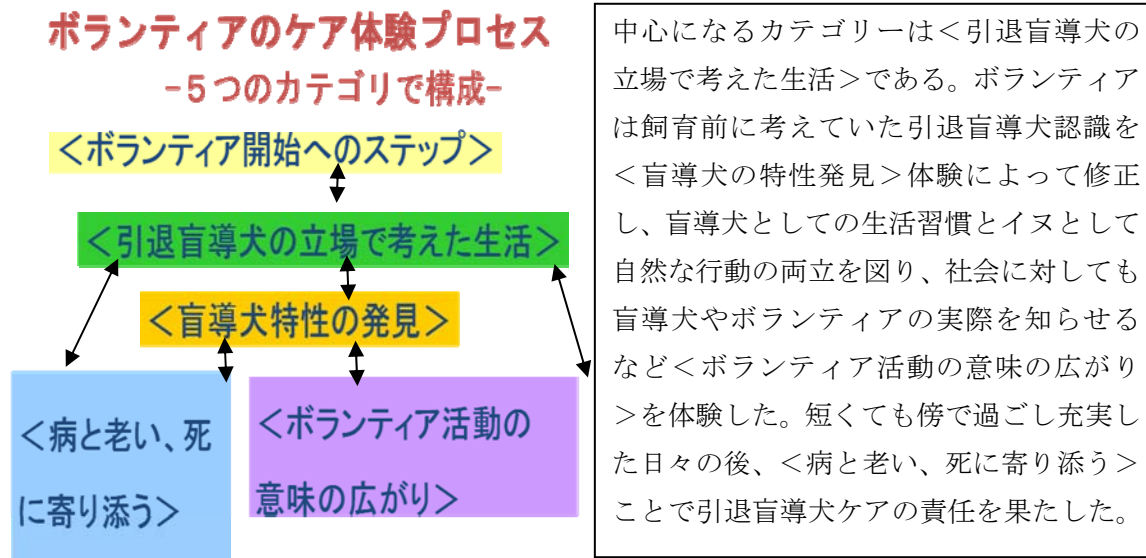 ボランティアのケア体験プロセス
-５つのカテゴリで構成-
＜ボランティア開始へのステップ＞
＜引退盲導犬の立場で考えた生活＞
＜盲導犬特性の発見＞
＜病と老い、死
に寄り添う＞
＜ボランティア活動の
意味の広がり＞
中心になるカテゴリーは＜引退盲導犬の
立場で考えた生活＞である。ボランティア
は飼育前に考えていた引退盲導犬認識を
＜盲導犬の特性発見＞体験によって修正
し、盲導犬としての生活習慣とイヌとして
自然な行動の両立を図り、社会に対しても
盲導犬やボランティアの実際を知らせる
など＜ボランティア活動の意味の広がり
＞を体験した。短くても傍で過ごし充実し
た日々の後、＜病と老い、死に寄り添う＞
ことで引退盲導犬ケアの責任を果たした。